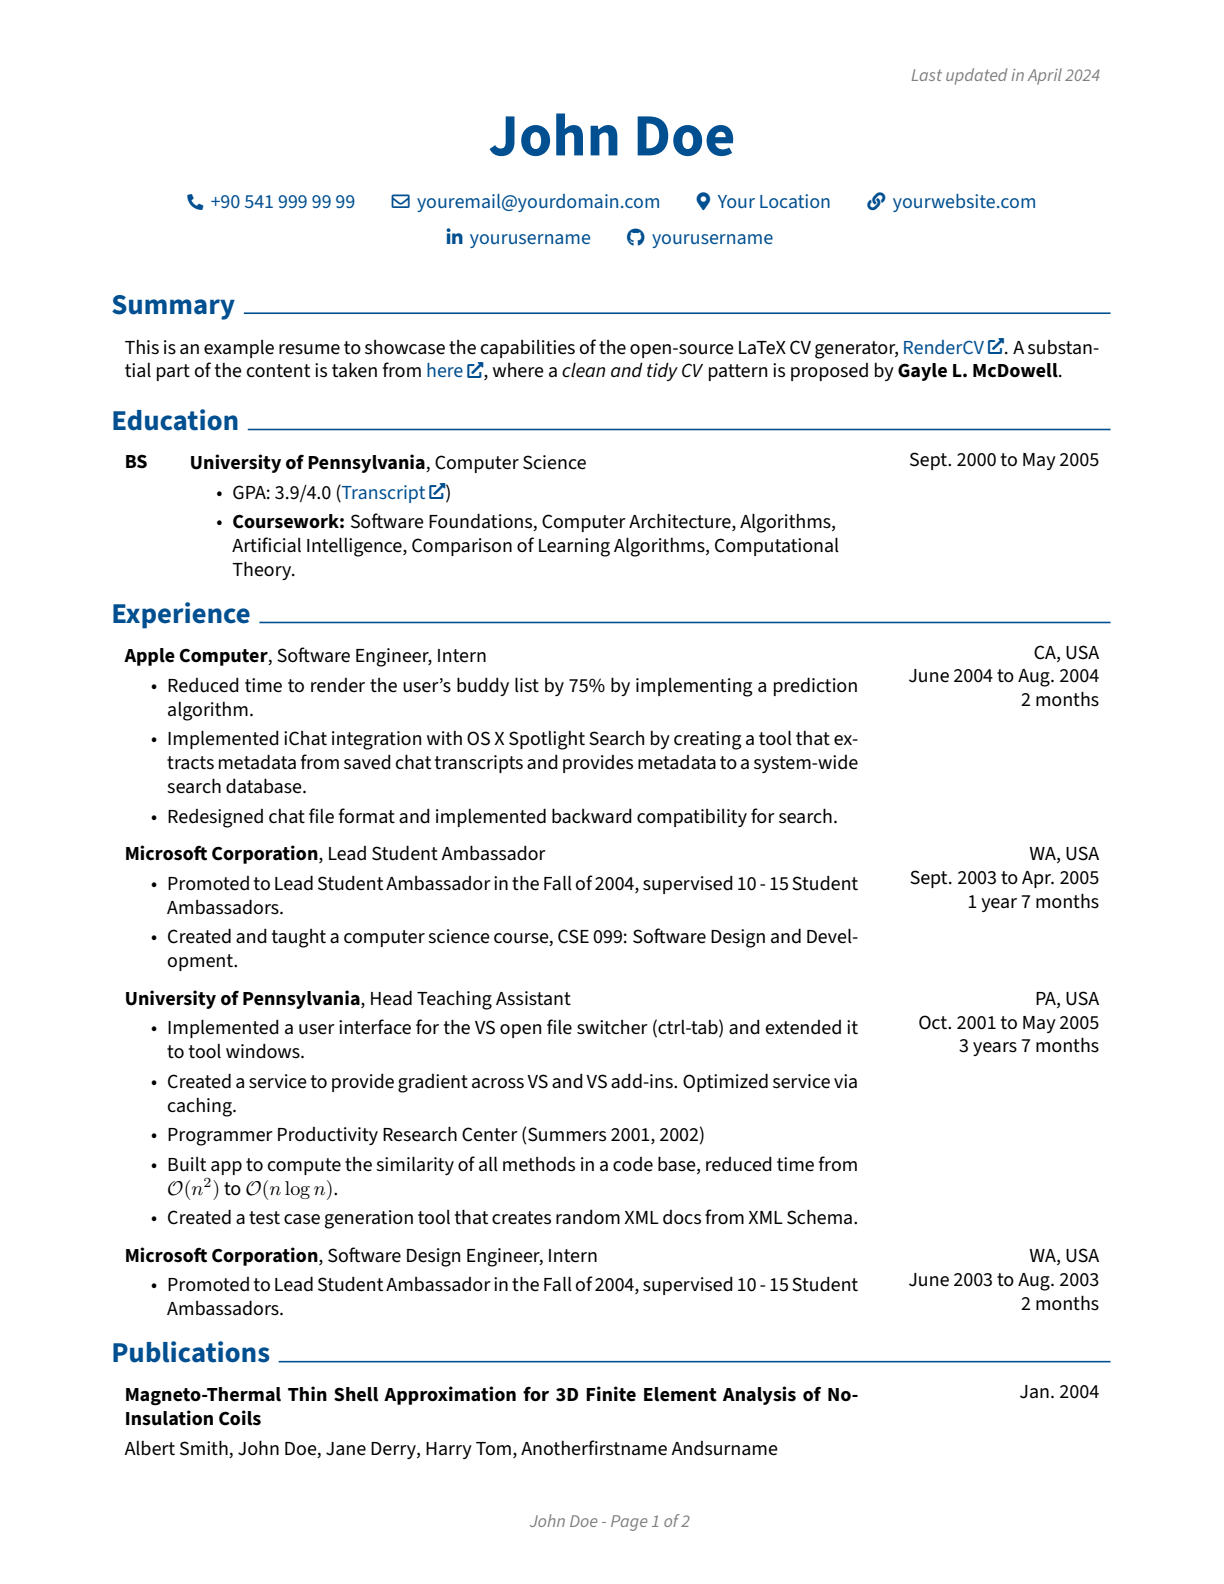 Last updated in April 2024
John Doe
+90 541 999 99 99 youremail@yourdomain.com Your Location yourwebsite.com
yourusername yourusername
Summary
This is an example resume to showcase the capabilities of the open-source LaTeX CV generator, RenderCV. A substan-
tial part of the content is taken from here, where a clean and tidy CV pattern is proposed by Gayle L. McDowell.
Education
BS University of Pennsylvania, Computer Science Sept. 2000 to May 2005
• GPA: 3.9/4.0 (Transcript)
• Coursework: Software Foundations, Computer Architecture, Algorithms,
Artificial Intelligence, Comparison of Learning Algorithms, Computational
Theory.
Experience
Apple Computer, Software Engineer, Intern
CA, USA
June 2004 to Aug. 2004
2 months
• Reduced time to render the user’s buddy list by 75% by implementing a prediction
algorithm.
• Implemented iChat integration with OS X Spotlight Search by creating a tool that ex-
tracts metadata from saved chat transcripts and provides metadata to a system-wide
search database.
• Redesigned chat file format and implemented backward compatibility for search.
Microsoft Corporation, Lead Student Ambassador
WA, USA
Sept. 2003 to Apr. 2005
1 year 7 months
• Promoted to Lead Student Ambassador in the Fall of 2004, supervised 10 - 15 Student
Ambassadors.
• Created and taught a computer science course, CSE 099: Software Design and Devel-
opment.
University of Pennsylvania, Head Teaching Assistant
PA, USA
Oct. 2001 to May 2005
3 years 7 months
• Implemented a user interface for the VS open file switcher (ctrl-tab) and extended it
to tool windows.
• Created a service to provide gradient across VS and VS add-ins. Optimized service via
caching.
• Programmer Productivity Research Center (Summers 2001, 2002)
• Built app to compute the similarity of all methods in a code base, reduced time from
𝒪(n²) to 𝒪(n log n).
• Created a test case generation tool that creates random XML docs from XML Schema.
Microsoft Corporation, Software Design Engineer, Intern
WA, USA
June 2003 to Aug. 2003
2 months
• Promoted to Lead Student Ambassador in the Fall of 2004, supervised 10 - 15 Student
Ambassadors.
Publications
Magneto-Thermal Thin Shell Approximation for 3D Finite Element Analysis of No-
Insulation Coils
Jan. 2004
Albert Smith, John Doe, Jane Derry, Harry Tom, Anotherfirstname Andsurname
John Doe - Page 1 of 2